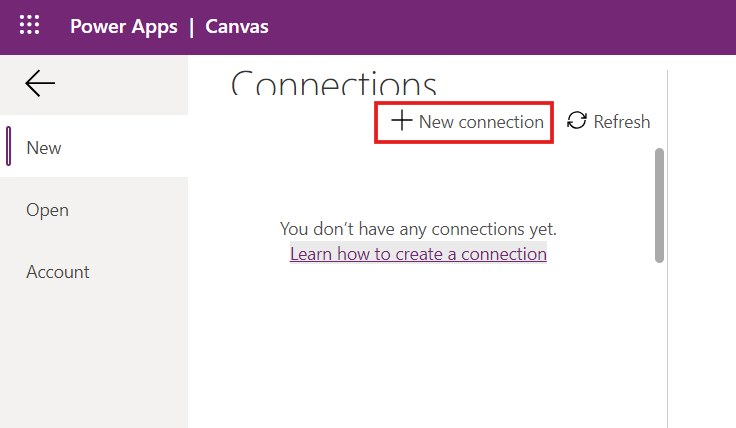 Power Apps | Canvas
Connections
New connection
Refresh
New
You don’t have any connections yet.
Learn how to create a connection
Open
Account